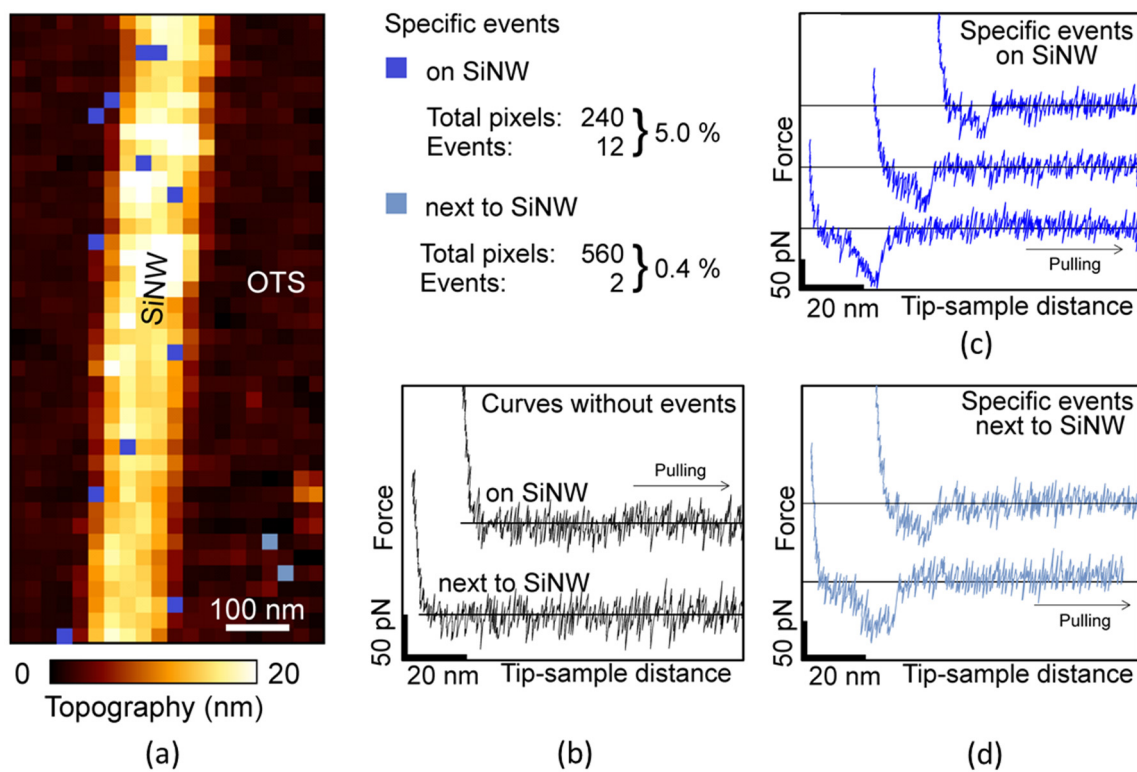 SiNW
OTS
100 nm
0
20
Topography (nm)
(a)
Specific events
on SiNW
Total pixels: 240
Events: 12
} 5.0 %
next to SiNW
Total pixels: 560
Events: 2
} 0.4 %
Curves without events
Pulling
on SiNW
next to SiNW
Force
50 pN
20 nm
Tip-sample distance
(b)
Specific events
on SiNW
Force
50 pN
Pulling
20 nm
Tip-sample distance
(c)
Specific events
next to SiNW
Force
50 pN
Pulling
20 nm
Tip-sample distance
(d)